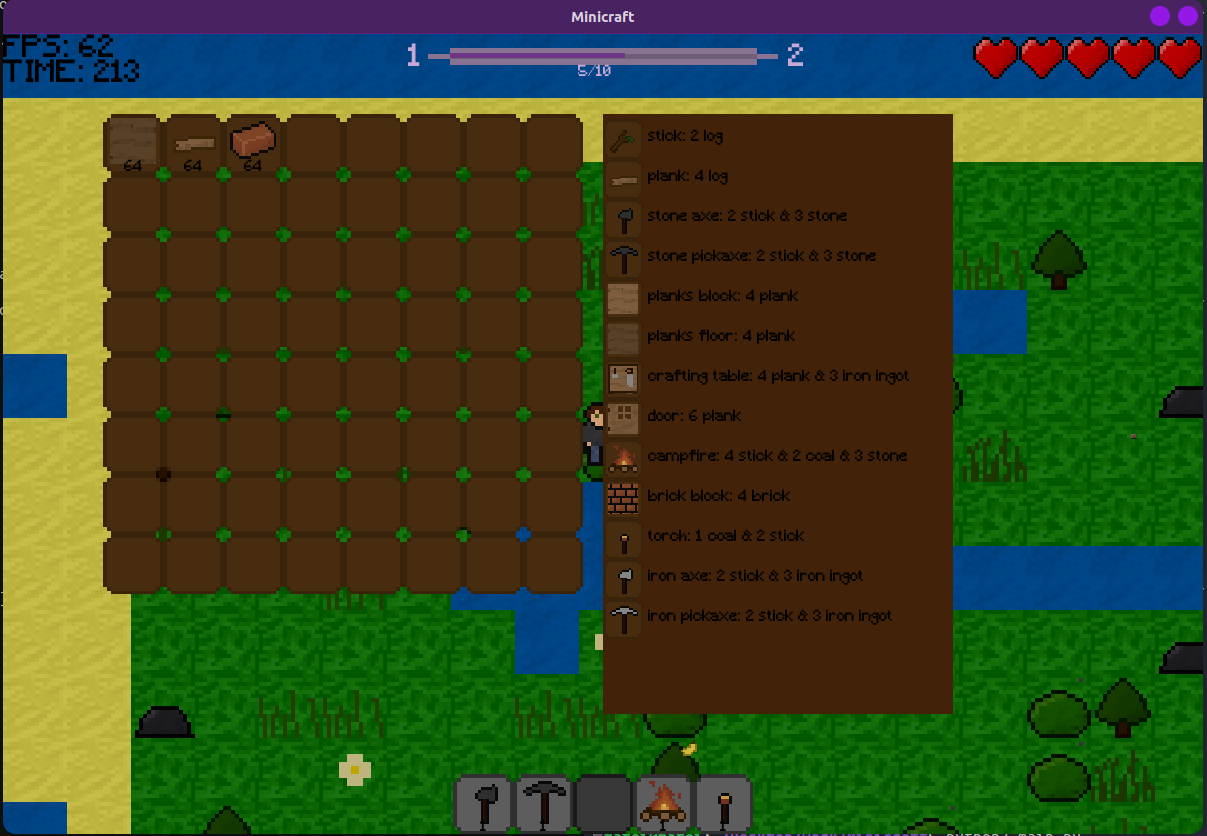 Minicraft
FPS: 62
TIME: 213
1
2
5/10
64 64 64
stick: 2 log
plank: 4 log
stone axe: 2 stick & 3 stone
stone pickaxe: 2 stick & 3 stone
planks block: 4 plank
planks floor: 4 plank
crafting table: 4 plank & 3 iron ingot
door: 6 plank
campfire: 4 stick & 2 coal & 3 stone
brick block: 4 brick
torch: 1 coal & 2 stick
iron axe: 2 stick & 3 iron ingot
iron pickaxe: 2 stick & 3 iron ingot